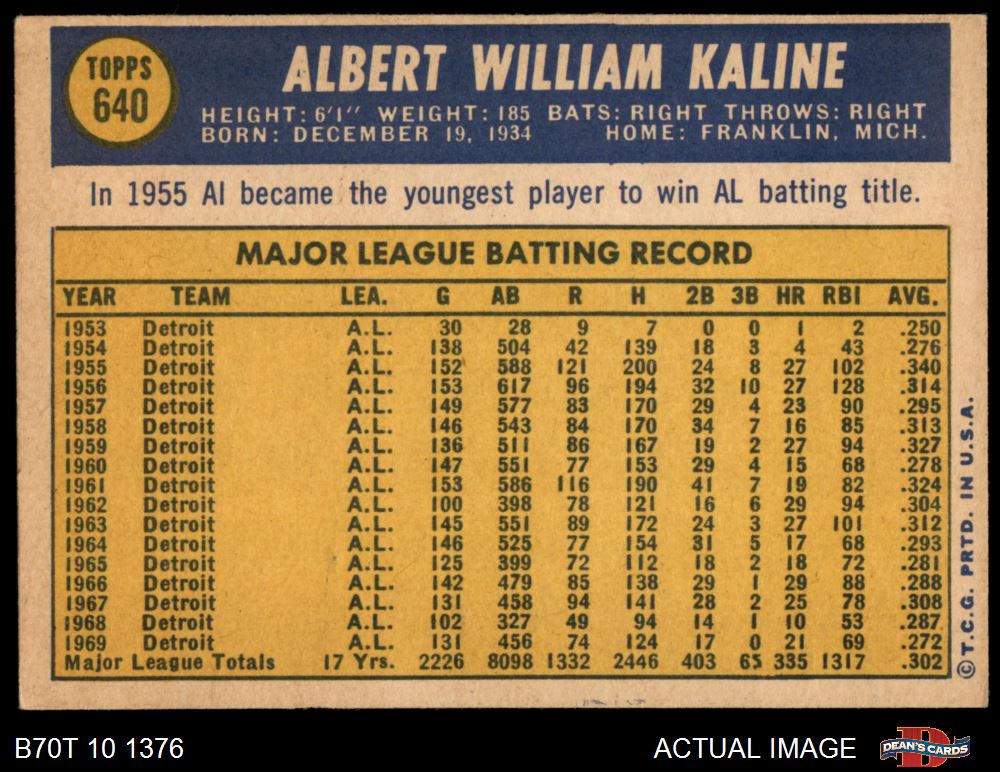 TOPPS
640
ALBERT WILLIAM KALINE
HEIGHT: 6'1" WEIGHT: 185 BATS: RIGHT THROWS: RIGHT
BORN: DECEMBER 19, 1934 HOME: FRANKLIN, MICH.
In 1955 Al became the youngest player to win AL batting title.
MAJOR LEAGUE BATTING RECORD
YEAR TEAM LEA. G AB R H 2B 3B HR RBI AVG.
1953 Detroit A.L. 30 28 9 7 0 0 1 2 .250
1954 Detroit A.L. 138 504 42 139 18 3 4 43 .276
1955 Detroit A.L. 152 588 121 200 24 8 27 102 .340
1956 Detroit A.L. 153 617 96 194 32 10 27 128 .314
1957 Detroit A.L. 149 577 83 170 29 4 23 90 .295
1958 Detroit A.L. 146 543 84 170 34 7 16 85 .313
1959 Detroit A.L. 136 511 86 167 19 2 27 94 .327
1960 Detroit A.L. 147 551 77 153 29 4 15 68 .278
1961 Detroit A.L. 153 586 116 190 41 7 19 82 .324
1962 Detroit A.L. 100 398 78 121 16 6 29 94 .304
1963 Detroit A.L. 145 551 89 172 24 3 27 101 .312
1964 Detroit A.L. 146 525 77 154 31 5 17 68 .293
1965 Detroit A.L. 125 399 72 112 18 2 18 72 .281
1966 Detroit A.L. 142 479 85 138 29 1 29 88 .288
1967 Detroit A.L. 131 458 94 141 28 2 25 78 .308
1968 Detroit A.L. 102 327 49 94 14 1 10 53 .287
1969 Detroit A.L. 131 456 74 124 17 0 21 69 .272
Major League Totals 17 Yrs. 2226 8098 1332 2446 403 65 335 1317 .302
© T.C.G. PRTD. IN U.S.A.
B70T 10 1376
ACTUAL IMAGE
D
DEAN'S CARDS